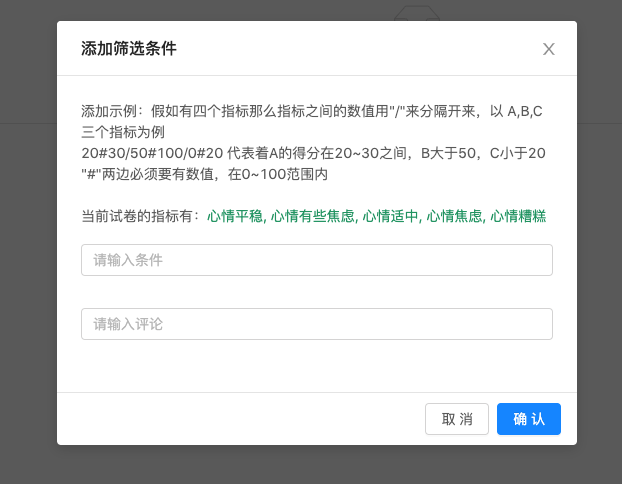 添加筛选条件
添加示例：假如有四个指标那么指标之间的数值用"/"来分隔开来，以 A,B,C
三个指标为例
20#30/50#100/0#20 代表着A的得分在20~30之间，B大于50，C小于20
"#"两边必须要有数值，在0~100范围内
当前试卷的指标有：心情平稳, 心情有些焦虑, 心情适中, 心情焦虑, 心情糟糕
请输入条件
请输入评论
取 消
确 认